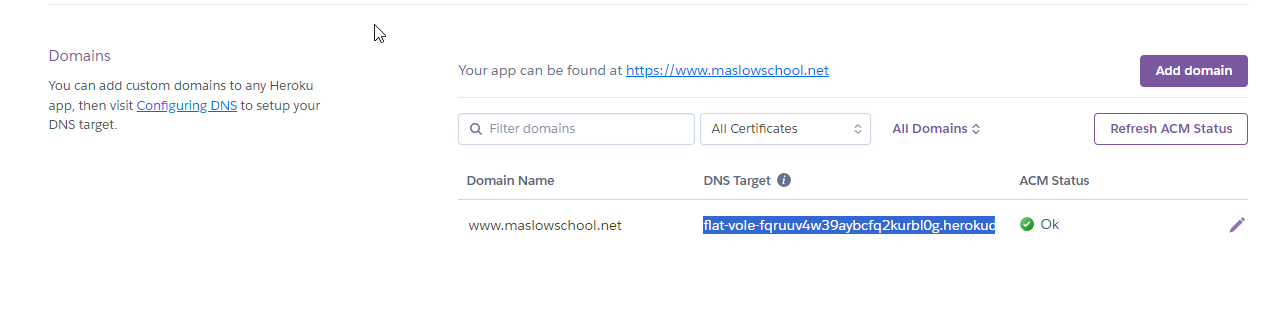 Domains
You can add custom domains to any Heroku
app, then visit Configuring DNS to setup your
DNS target.
Your app can be found at https://www.maslowschool.net
Add domain
Filter domains
All Certificates
All Domains
Refresh ACM Status
Domain Name
DNS Target
ACM Status
www.maslowschool.net
flat-vole-fqruuv4w39aybcfq2kurbl0g.herokud
Ok